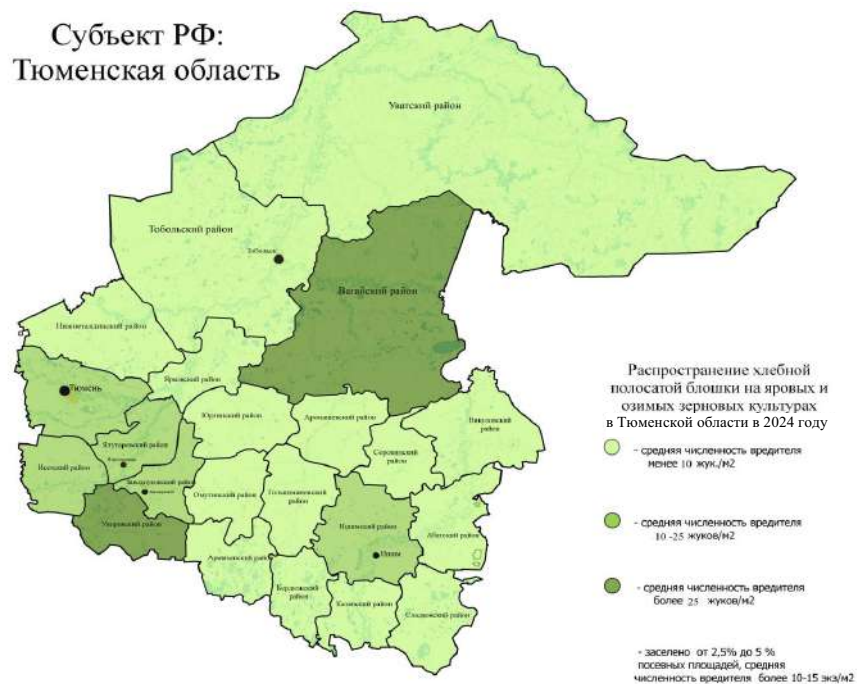 Субъект РФ:
Тюменская область
Уватский район
Тобольский район
Тобольск
Вагайский район
Нижнетавдинский район
Тюмень
Ярковский район
Юргинский район
Аромашевский район
Викуловский
район
Ялуторовский район
Сорокинский
район
Исетский район
Заводоуковский район
Омутинский район
Голышмановский
район
Упоровский район
Ишимский район
Абатский район
Ишим
Армизонский район
Бердюжский
район
Казанский район
Сладковский район
Распространение хлебной
полосатой блошки на яровых и
озимых зерновых культурах
в Тюменской области в 2024 году
- средняя численность вредителя
менее 10 жук./м2
- средняя численность вредителя
10 -25 жуков/м2
- средняя численность вредителя
более 25 жуков/м2
- заселено от 2,5% до 5 %
посевных площадей, средняя
численность вредителя более 10-15 экз/м2